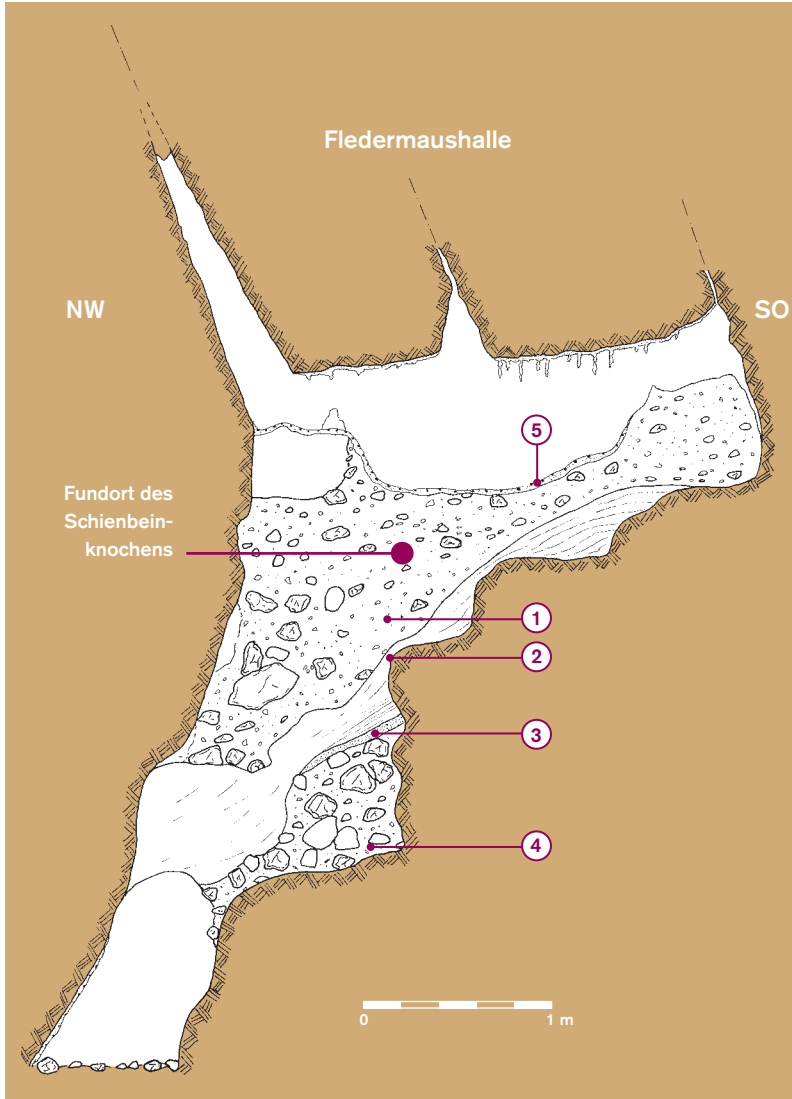 Fledermaushalle
NW
SO
5
Fundort des
Schienbein-
knochens
1
2
3
4
0
1 m